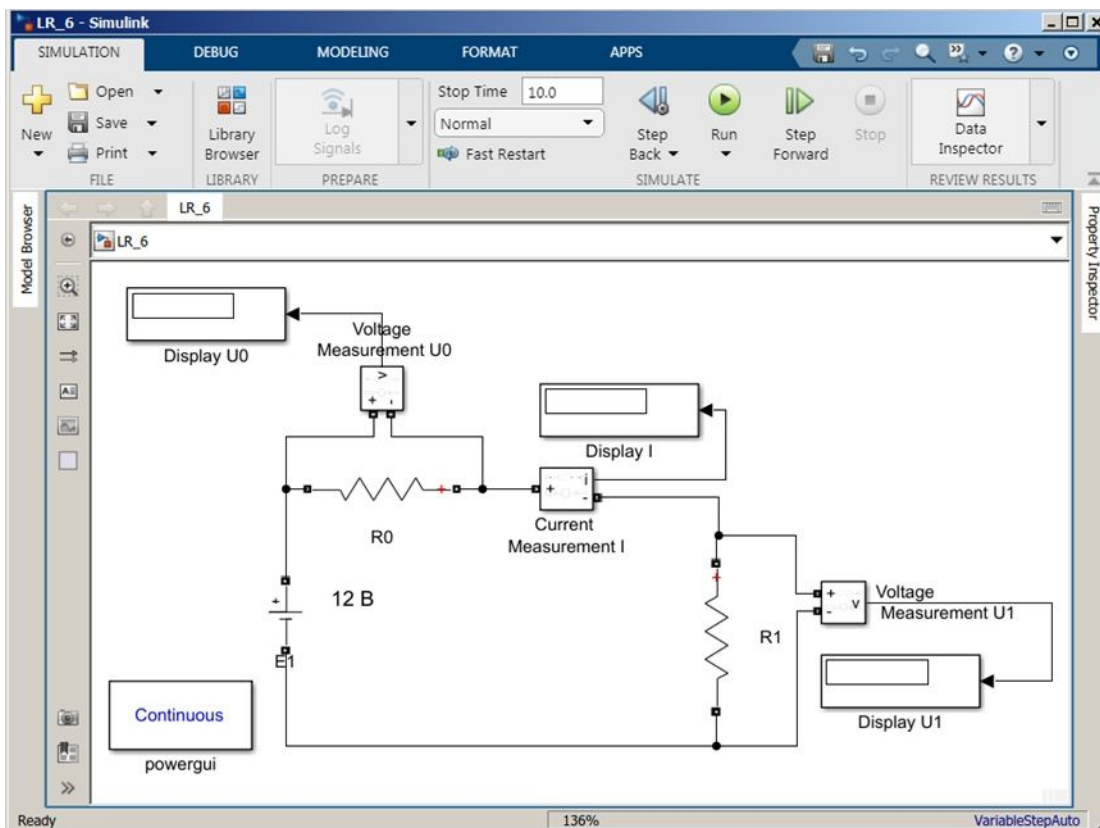 LR_6 - Simulink
SIMULATION DEBUG MODELING FORMAT APPS
New
Open
Save
Print
FILE
Library
Browser
LIBRARY
Log
Signals
PREPARE
Stop Time 10.0
Normal
Fast Restart
Step
Back
Run
Step
Forward
Stop
SIMULATE
Data
Inspector
REVIEW RESULTS
Model Browser
Property Inspector
LR_6
LR_6
Display U0
Voltage
Measurement U0
Display I
R0
Current
Measurement I
12 В
E1
R1
Voltage
Measurement U1
Display U1
Continuous
powergui
Ready 136% VariableStepAuto